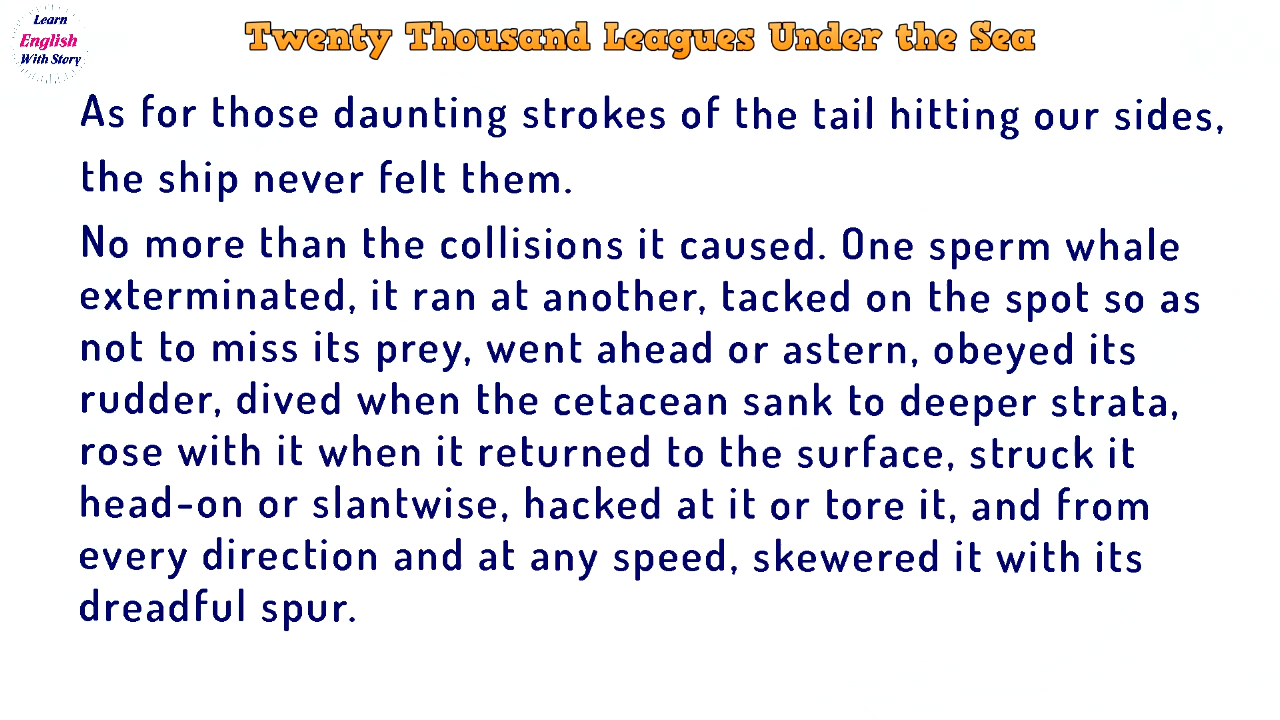 Learn
English
With Story
Twenty Thousand Leagues Under the Sea
As for those daunting strokes of the tail hitting our sides,
the ship never felt them.
No more than the collisions it caused. One sperm whale
exterminated, it ran at another, tacked on the spot so as
not to miss its prey, went ahead or astern, obeyed its
rudder, dived when the cetacean sank to deeper strata,
rose with it when it returned to the surface, struck it
head-on or slantwise, hacked at it or tore it, and from
every direction and at any speed, skewered it with its
dreadful spur.